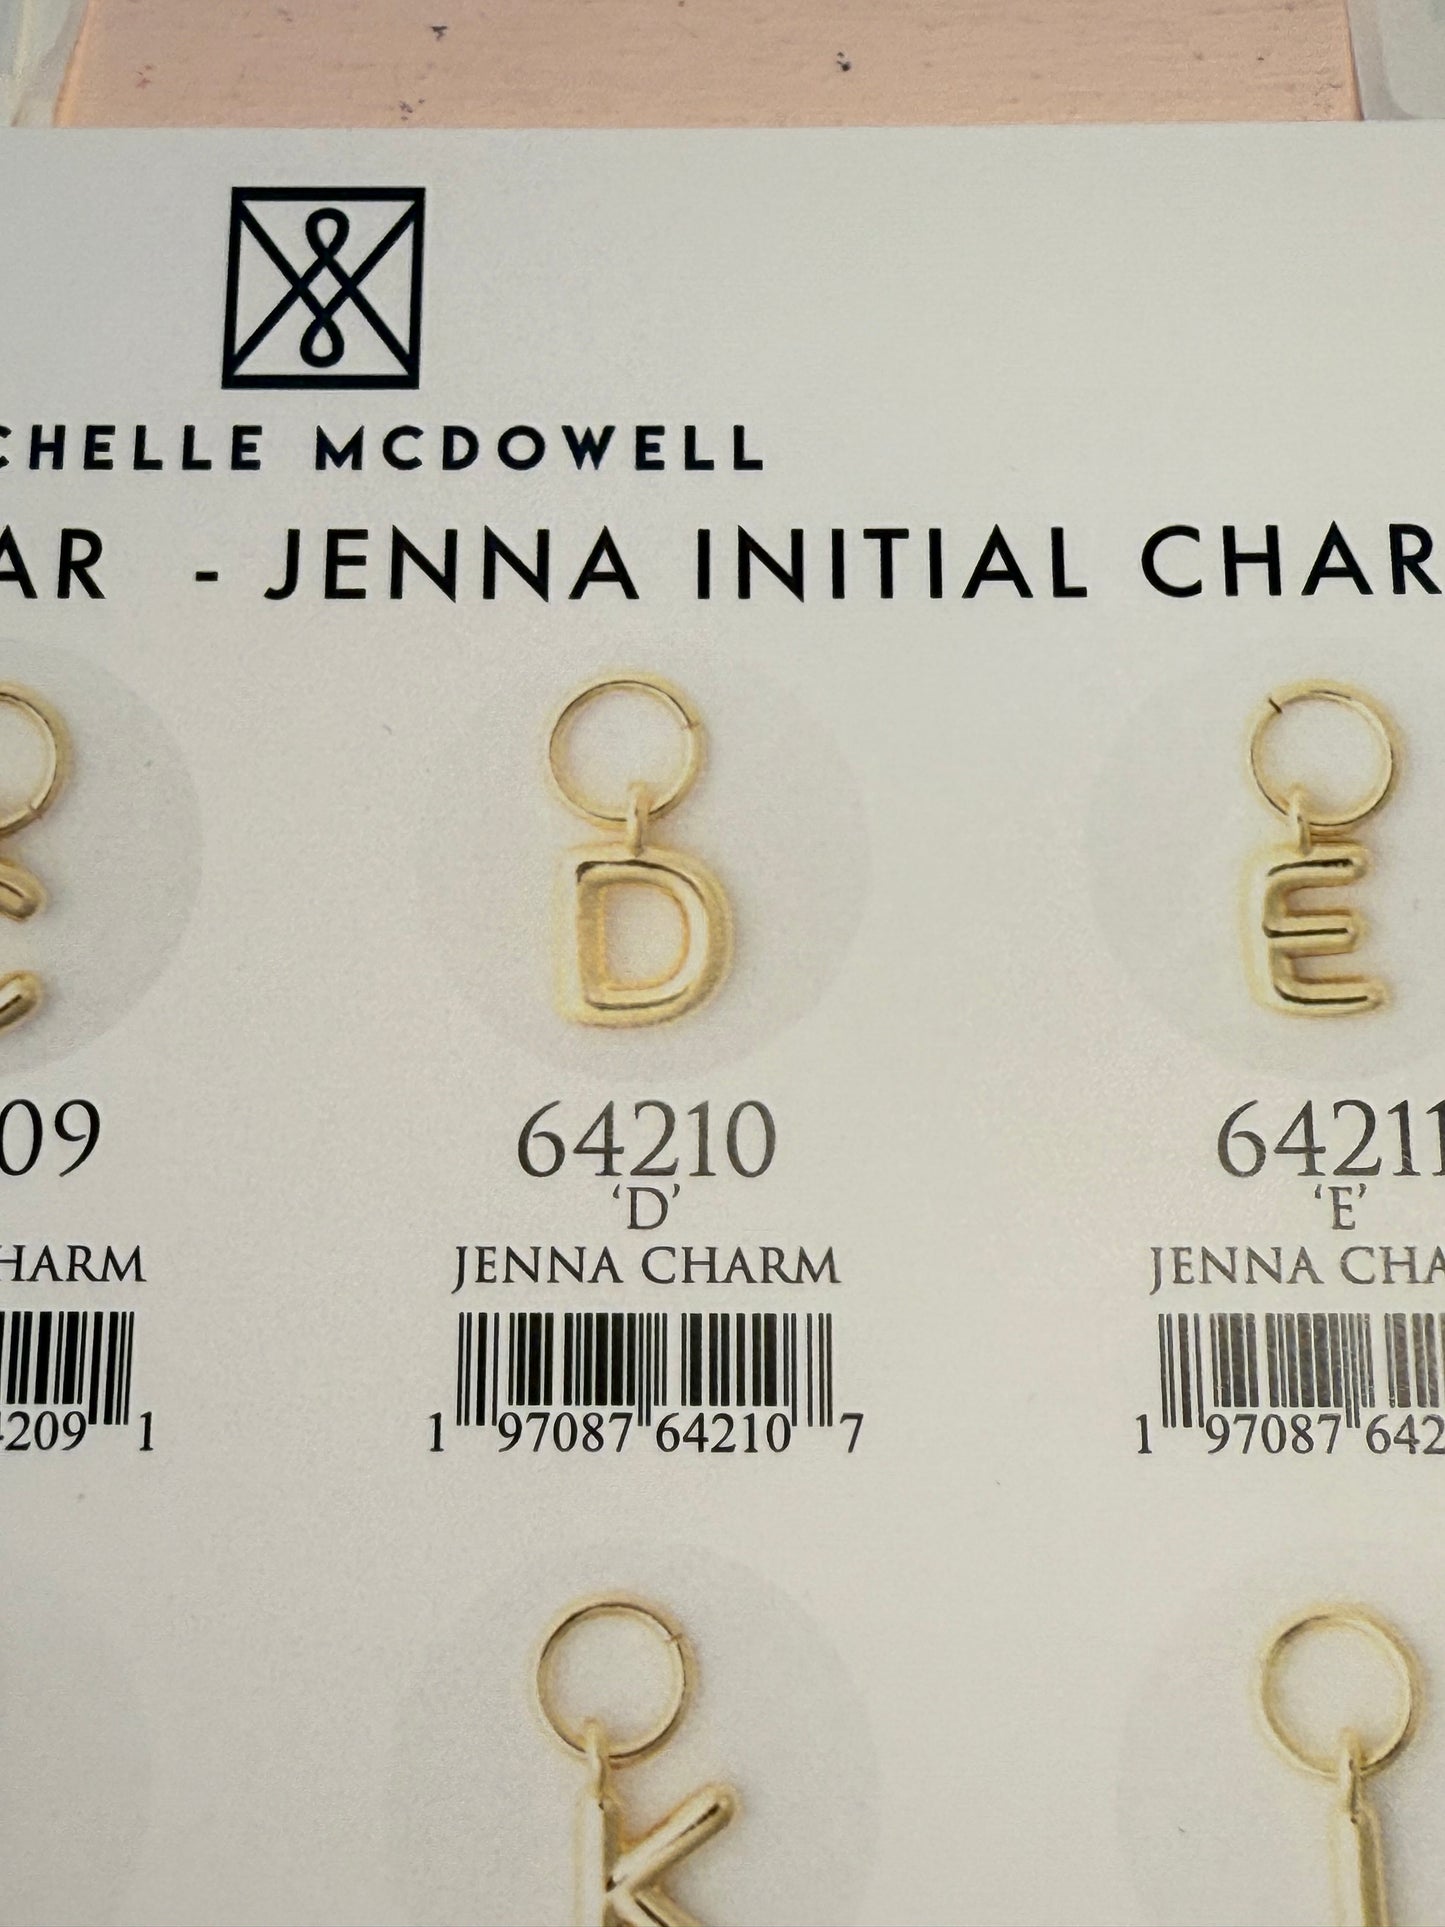 CHELLE MCDOWELL
AR - JENNA INITIAL CHAR
09
HARM
4209 1
64210
'D'
JENNA CHARM
1 97087 64210 7
64211
'E'
JENNA CHA
1 97087 642